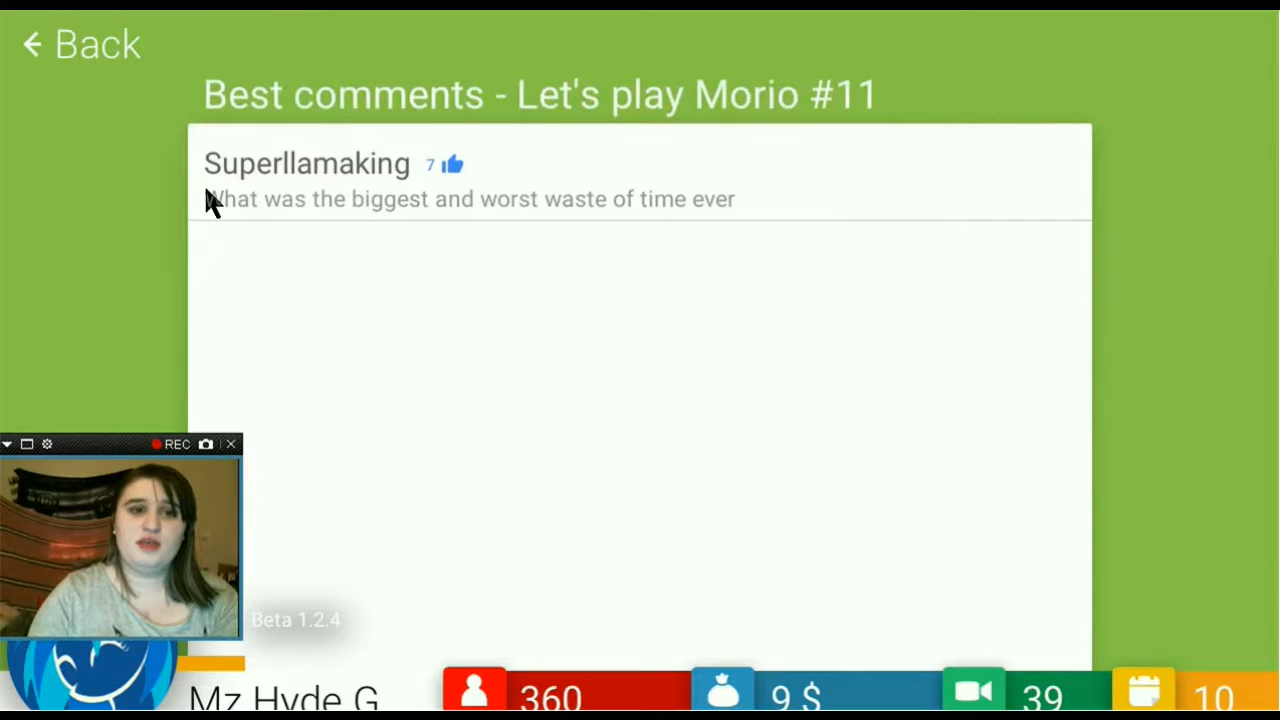 Back
Best comments - Let's play Morio #11
Superllamaking 7
What was the biggest and worst waste of time ever
REC
Beta 1.2.4
Mz Hyde G
360
9 $
39
10